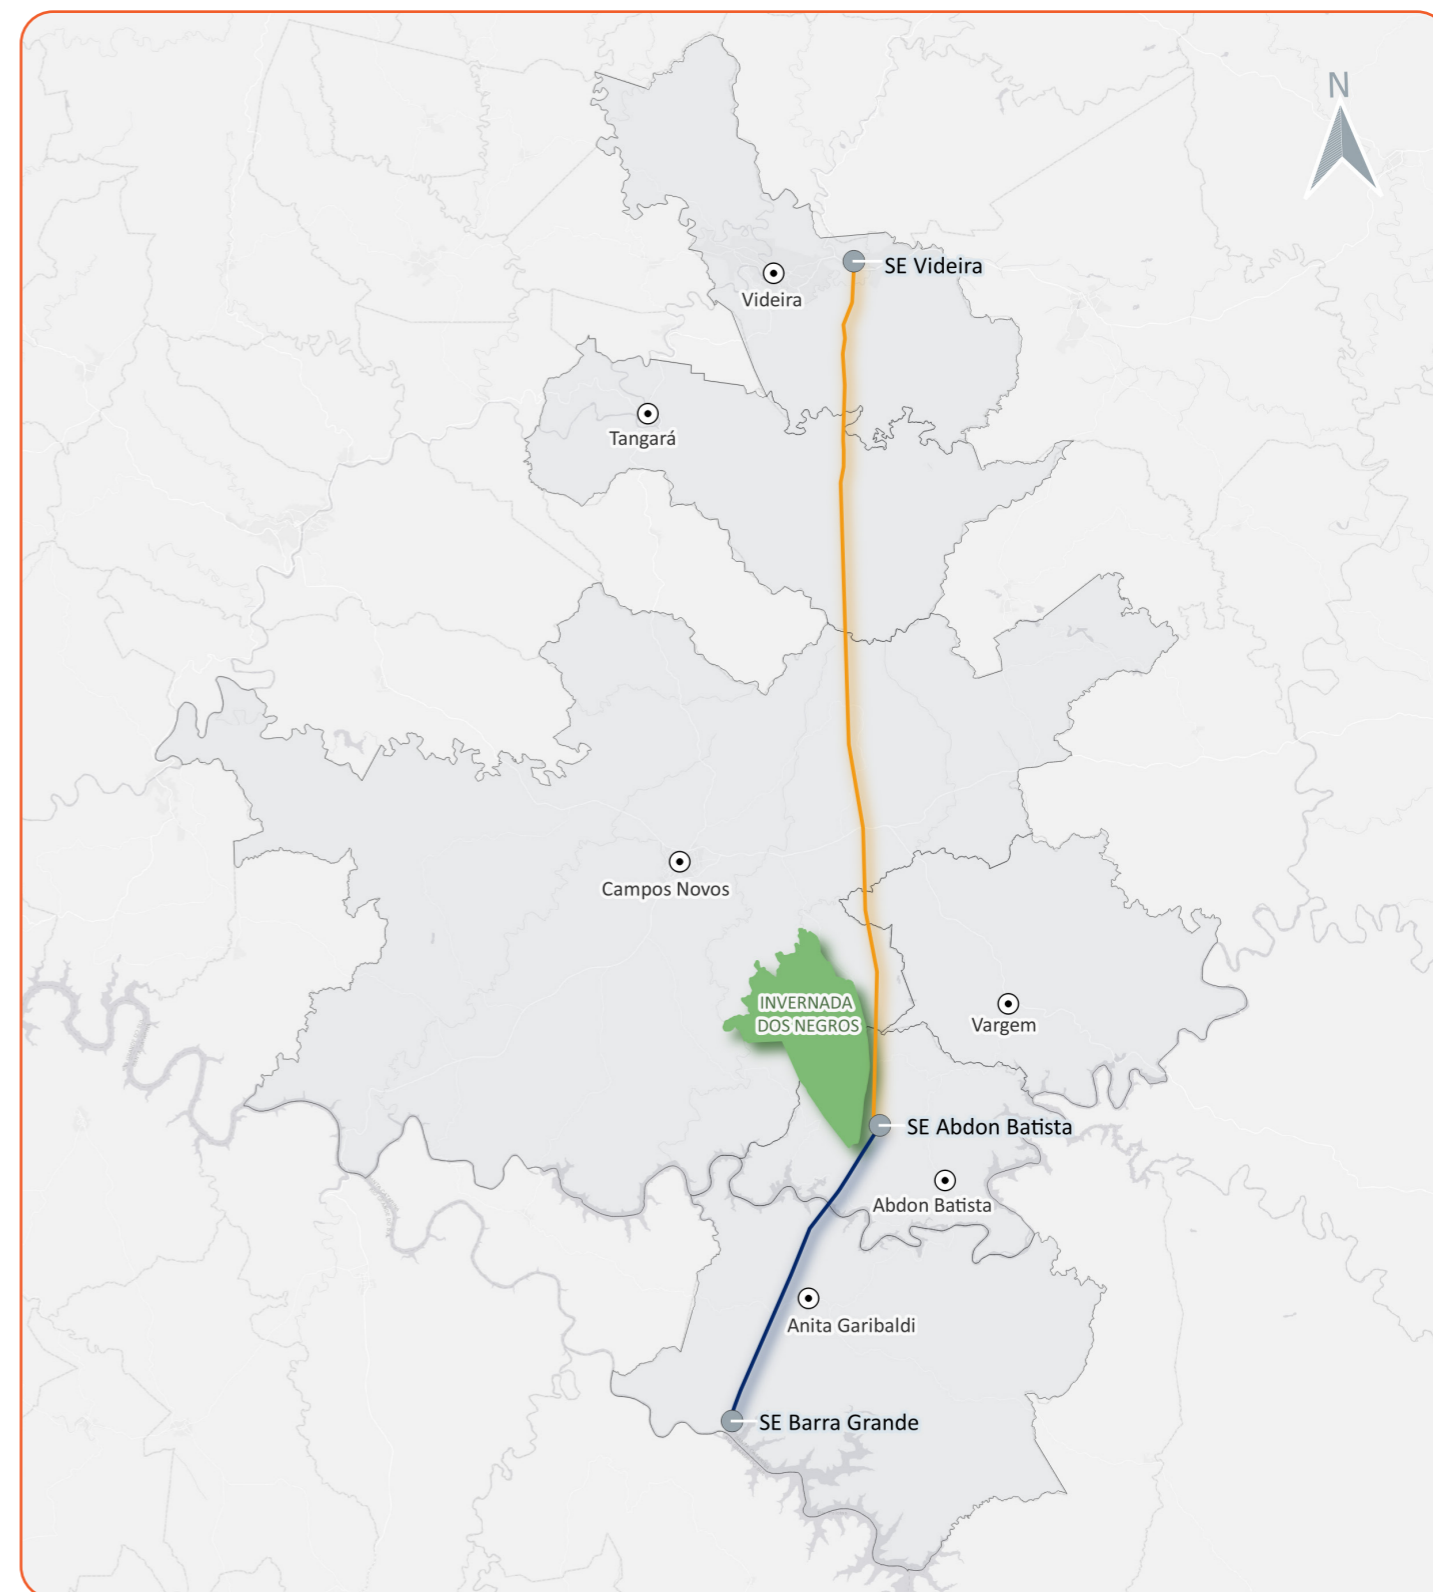 N
SE Videira
Videira
Tangará
Campos Novos
INVERNADA
DOS NEGROS
Vargem
SE Abdon Batista
Abdon Batista
Anita Garibaldi
SE Barra Grande